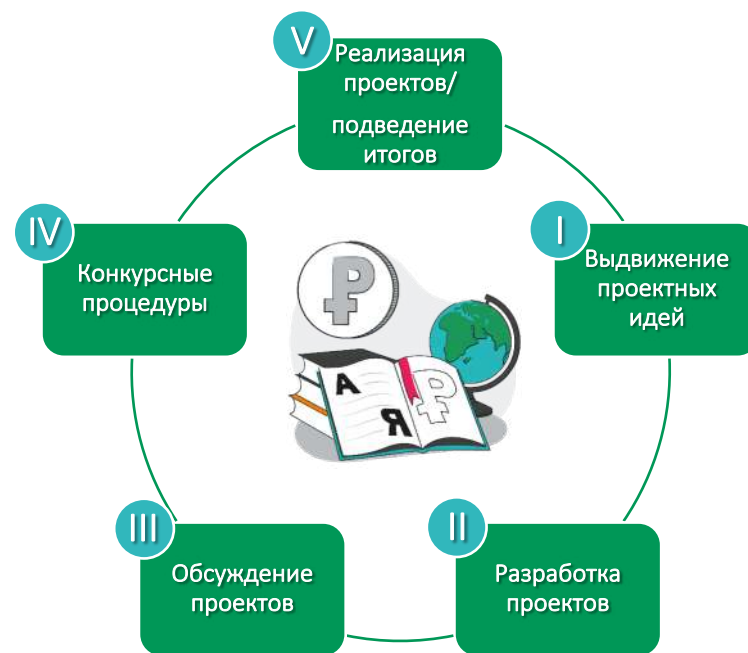 V
Реализация
проектов/
подведение
итогов
I
Выдвижение
проектных
идей
II
Разработка
проектов
III
Обсуждение
проектов
IV
Конкурсные
процедуры
₽
А
Я
₽